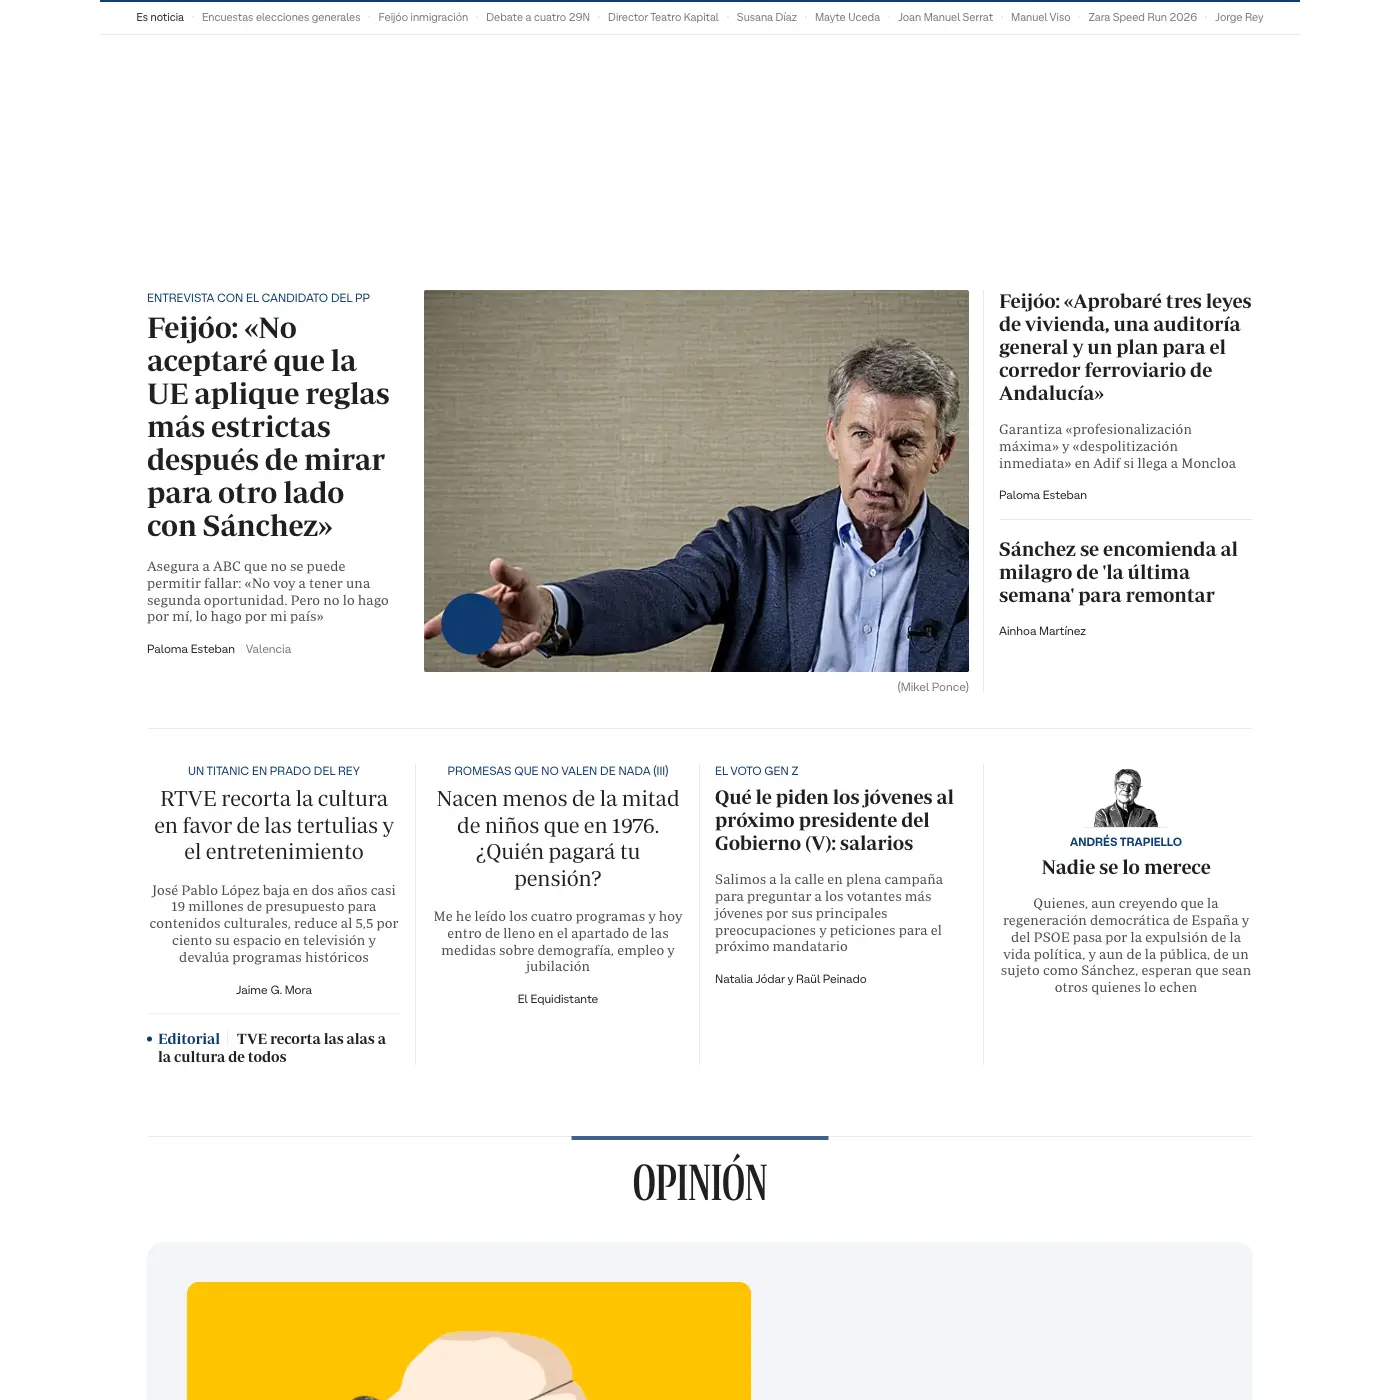 Es noticia · Encuestas elecciones generales · Feijóo inmigración · Debate a cuatro 29N · Director Teatro Kapital · Susana Díaz · Mayte Uceda · Joan Manuel Serrat · Manuel Viso · Zara Speed Run 2026 · Jorge Rey
ENTREVISTA CON EL CANDIDATO DEL PP
Feijóo: «No
aceptaré que la
UE aplique reglas
más estrictas
después de mirar
para otro lado
con Sánchez»
Asegura a ABC que no se puede
permitir fallar: «No voy a tener una
segunda oportunidad. Pero no lo hago
por mí, lo hago por mi país»
Paloma Esteban | Valencia
(Mikel Ponce)
Feijóo: «Aprobaré tres leyes
de vivienda, una auditoría
general y un plan para el
corredor ferroviario de
Andalucía»
Garantiza «profesionalización
máxima» y «despolitización
inmediata» en Adif si llega a Moncloa
Paloma Esteban
Sánchez se encomienda al
milagro de 'la última
semana' para remontar
Ainhoa Martínez
UN TITANIC EN PRADO DEL REY
RTVE recorta la cultura
en favor de las tertulias y
el entretenimiento
José Pablo López baja en dos años casi
19 millones de presupuesto para
contenidos culturales, reduce al 5,5 por
ciento su espacio en televisión y
devalúa programas históricos
Jaime G. Mora
• Editorial | TVE recorta las alas a
la cultura de todos
PROMESAS QUE NO VALEN DE NADA (III)
Nacen menos de la mitad
de niños que en 1976.
¿Quién pagará tu
pensión?
Me he leído los cuatro programas y hoy
entro de lleno en el apartado de las
medidas sobre demografía, empleo y
jubilación
El Equidistante
EL VOTO GEN Z
Qué le piden los jóvenes al
próximo presidente del
Gobierno (V): salarios
Salimos a la calle en plena campaña
para preguntar a los votantes más
jóvenes por sus principales
preocupaciones y peticiones para el
próximo mandatario
Natalia Jódar y Raül Peinado
ANDRÉS TRAPIELLO
Nadie se lo merece
Quienes, aun creyendo que la
regeneración democrática de España y
del PSOE pasa por la expulsión de la
vida política, y aun de la pública, de un
sujeto como Sánchez, esperan que sean
otros quienes lo echen
OPINIÓN